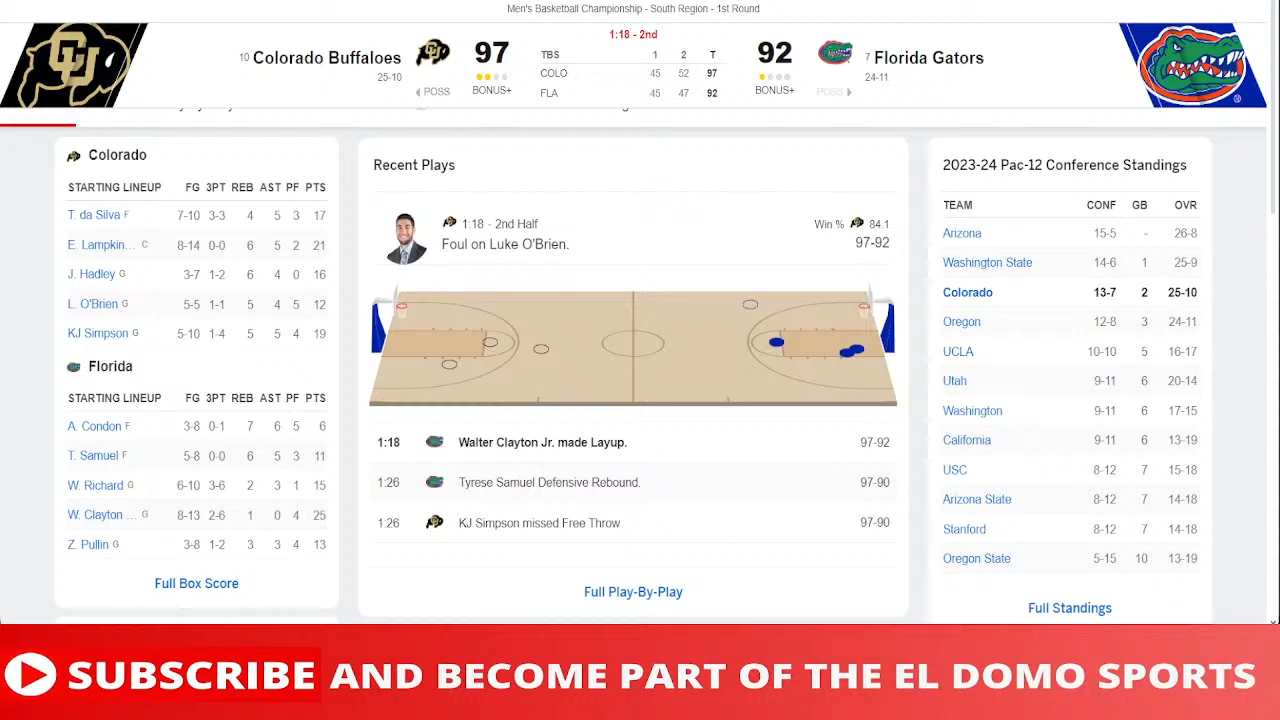 Men's Basketball Championship - South Region - 1st Round
1:18 - 2nd
10 Colorado Buffaloes 97 TBS 1 2 T 92 7 Florida Gators
25-10 COLO 45 52 97 24-11
POSS BONUS+ FLA 45 47 92 BONUS+ POSS
Colorado
STARTING LINEUP FG 3PT REB AST PF PTS
T. da Silva F 7-10 3-3 4 5 3 17
E. Lampkin... C 8-14 0-0 6 5 2 21
J. Hadley G 3-7 1-2 6 4 0 16
L. O'Brien G 5-5 1-1 5 4 5 12
KJ Simpson G 5-10 1-4 5 5 4 19
Florida
STARTING LINEUP FG 3PT REB AST PF PTS
A. Condon F 3-8 0-1 7 6 5 6
T. Samuel F 5-8 0-0 6 5 3 11
W. Richard G 6-10 3-6 2 3 1 15
W. Clayton ... G 8-13 2-6 1 0 4 25
Z. Pullin G 3-8 1-2 3 3 4 13
Full Box Score
Recent Plays
1:18 - 2nd Half Win % 84.1
Foul on Luke O'Brien. 97-92
1:18 Walter Clayton Jr. made Layup. 97-92
1:26 Tyrese Samuel Defensive Rebound. 97-90
1:26 KJ Simpson missed Free Throw. 97-90
Full Play-By-Play
2023-24 Pac-12 Conference Standings
TEAM CONF GB OVR
Arizona 15-5 - 26-8
Washington State 14-6 1 25-9
Colorado 13-7 2 25-10
Oregon 12-8 3 24-11
UCLA 10-10 5 16-17
Utah 9-11 6 20-14
Washington 9-11 6 17-15
California 9-11 6 13-19
USC 8-12 7 15-18
Arizona State 8-12 7 14-18
Stanford 8-12 7 14-18
Oregon State 5-15 10 13-19
Full Standings
SUBSCRIBE AND BECOME PART OF THE EL DOMO SPORTS